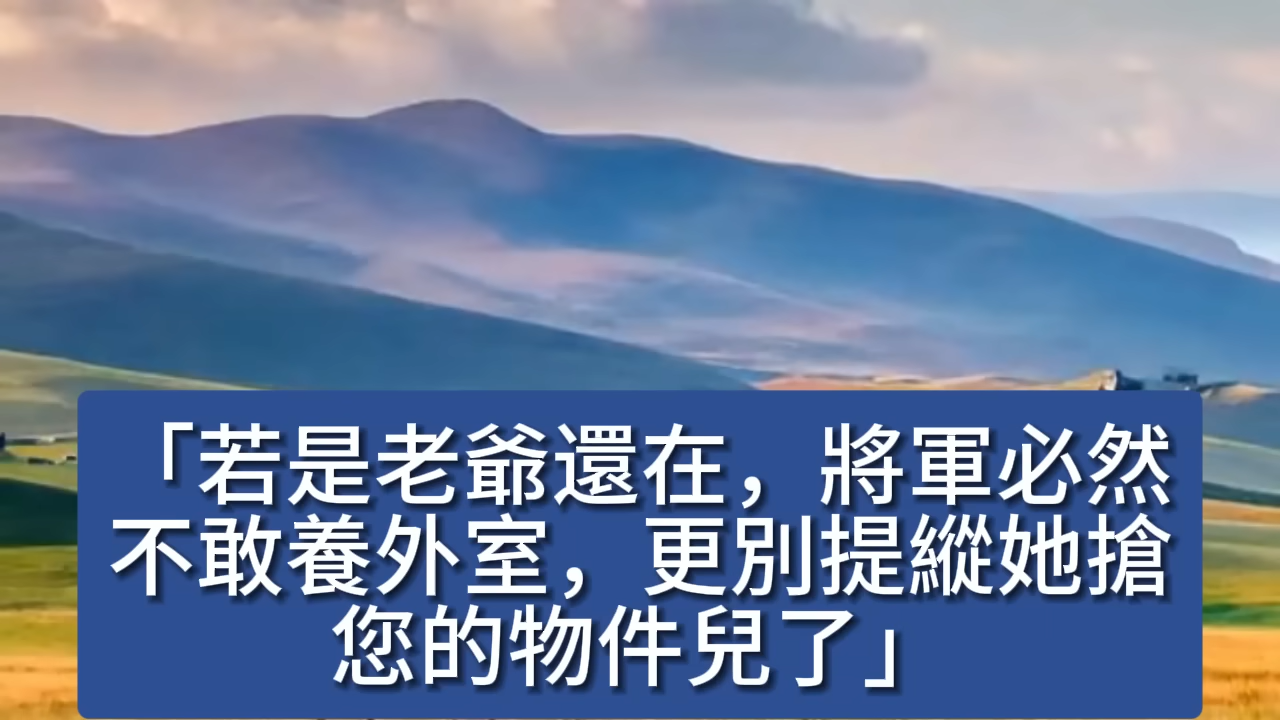 「若是老爺還在，將軍必然
不敢養外室，更別提縱她搶
您的物件兒了」